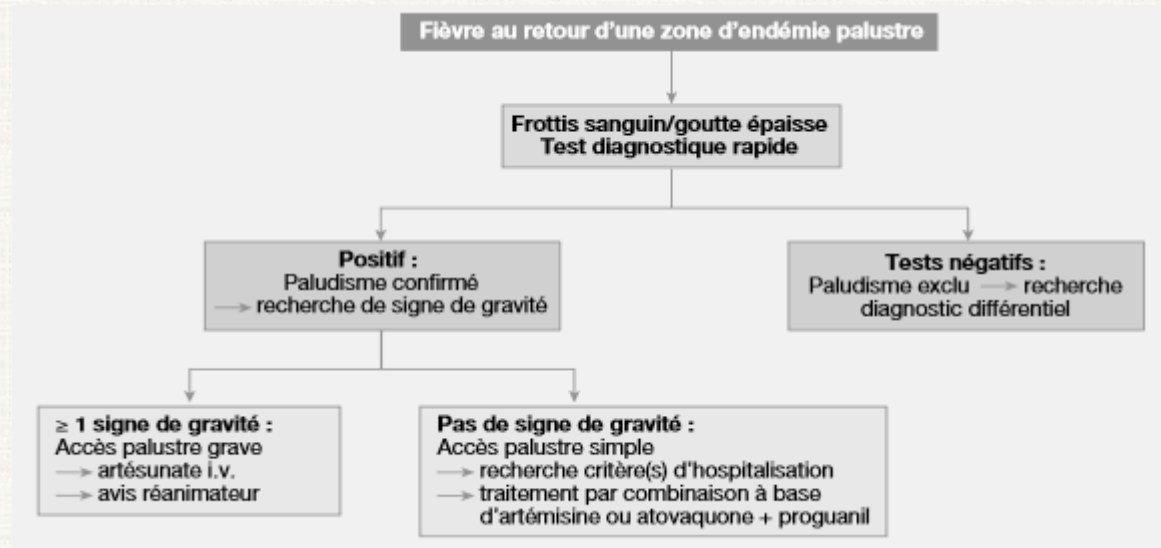 Fièvre au retour d’une zone d’endémie palustre
Frottis sanguin/goutte épaisse
Test diagnostique rapide
Positif :
Paludisme confirmé
→ recherche de signe de gravité
Tests négatifs :
Paludisme exclu → recherche
diagnostic différentiel
≥ 1 signe de gravité :
Accès palustre grave
→ artésunate i.v.
→ avis réanimateur
Pas de signe de gravité :
Accès palustre simple
→ recherche critère(s) d’hospitalisation
→ traitement par combinaison à base
d’artémisine ou atovaquone + proguanil